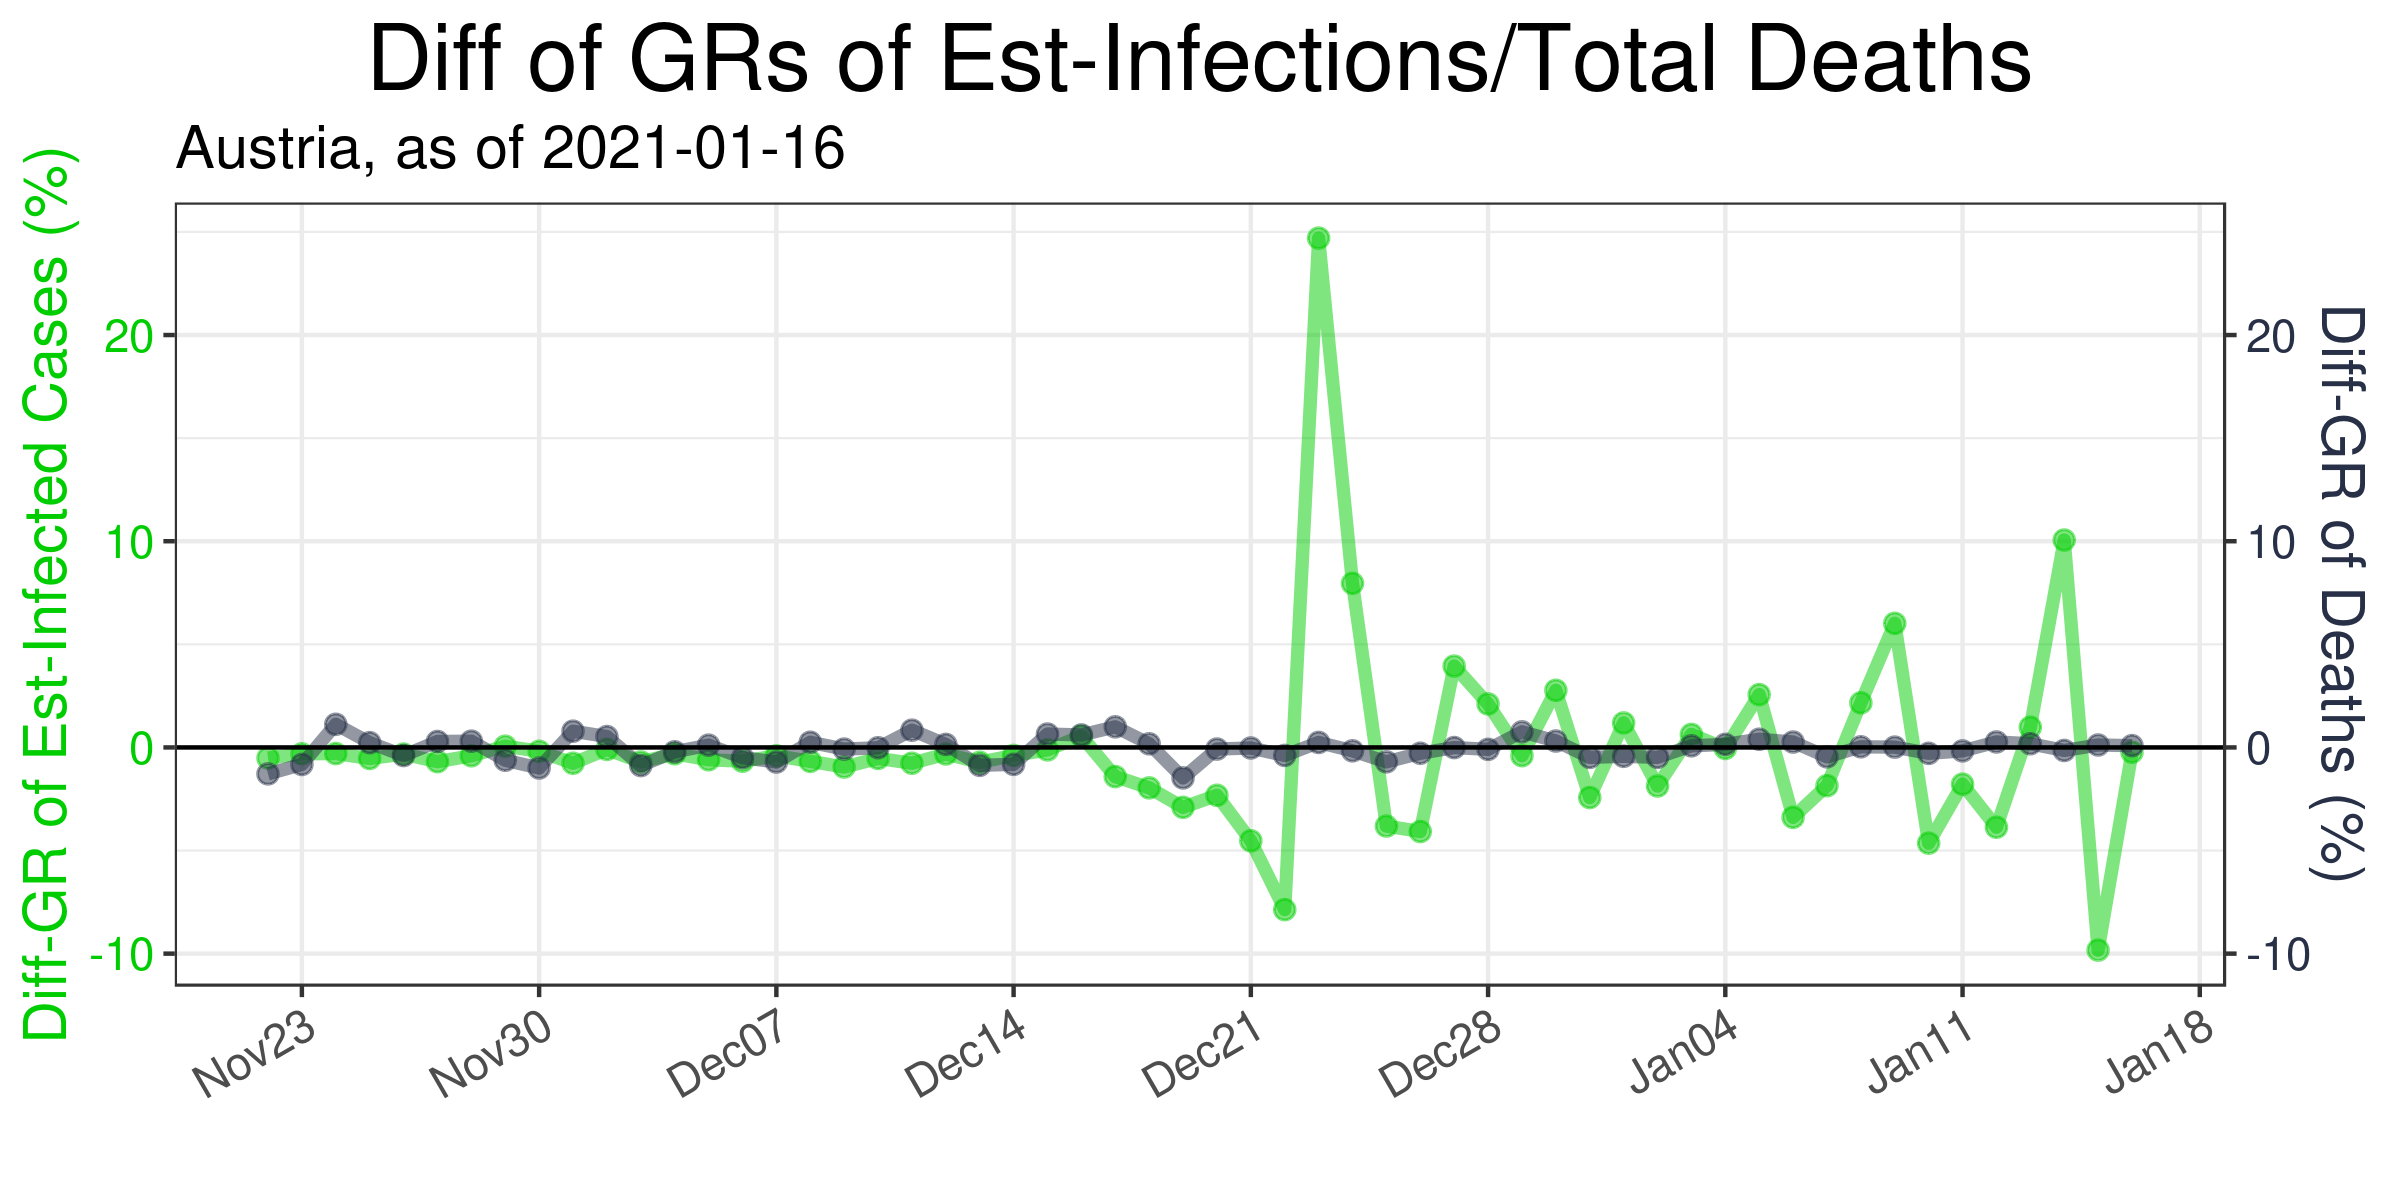 Diff of GRs of Est-Infections/Total Deaths
Austria, as of 2021-01-16
Diff-GR of Est-Infected Cases (%)
20
10
0
-10
20
10
0
-10
Diff-GR of Deaths (%)
Nov23
Nov30
Dec07
Dec14
Dec21
Dec28
Jan04
Jan11
Jan18